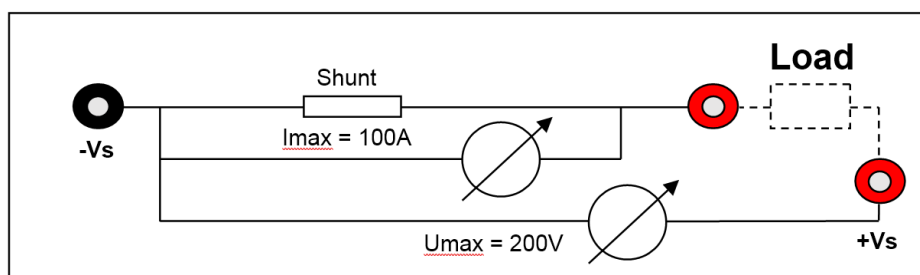 Load
Shunt
-Vs
Imax = 100A
Umax = 200V
+Vs